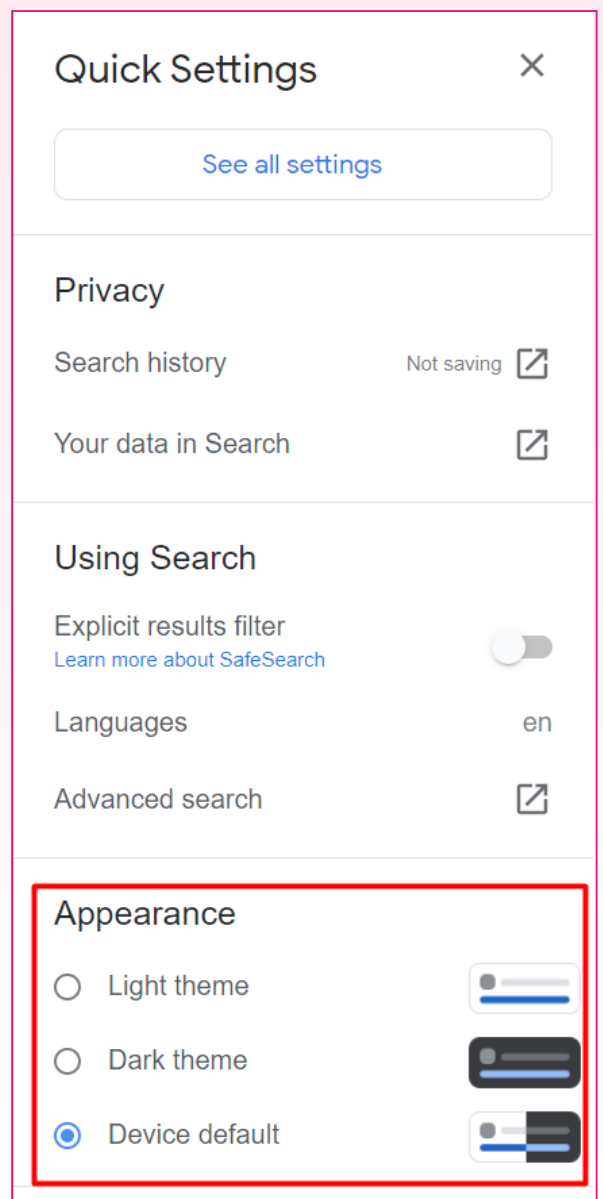 Quick Settings
See all settings
Privacy
Search history Not saving
Your data in Search
Using Search
Explicit results filter
Learn more about SafeSearch
Languages en
Advanced search
Appearance
Light theme
Dark theme
Device default